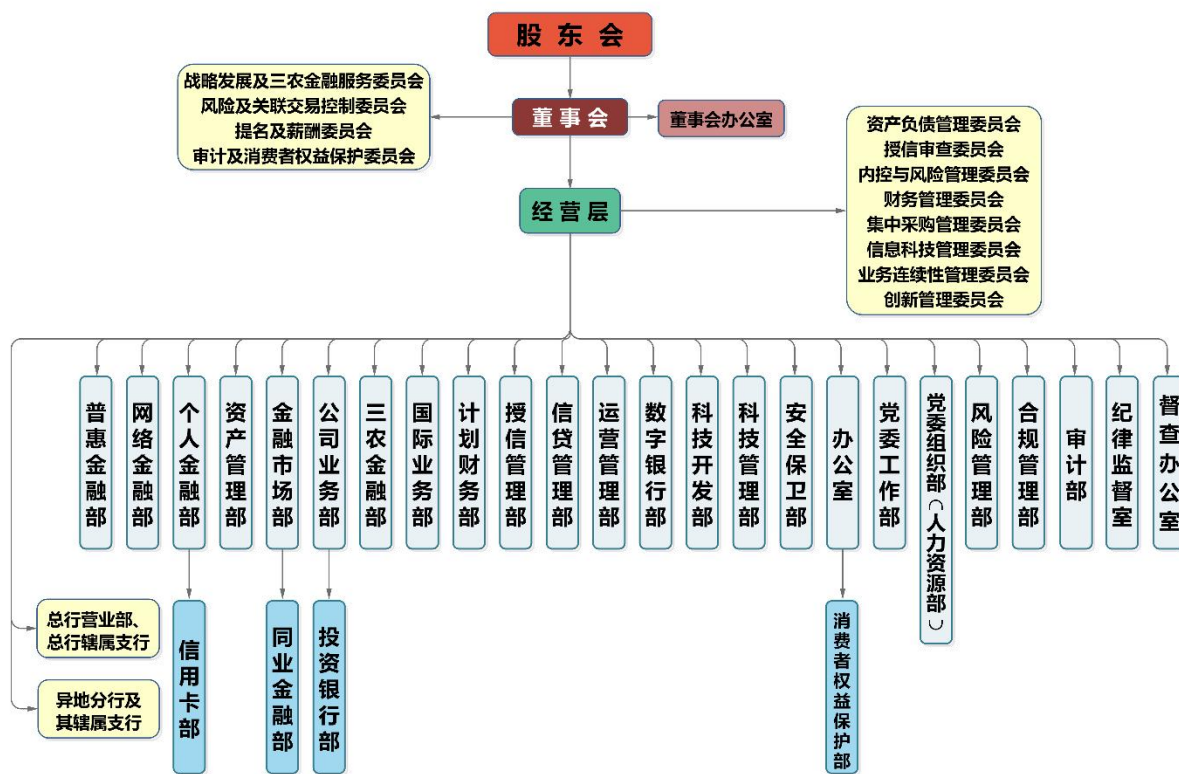 股东会
战略发展及三农金融服务委员会
风险及关联交易控制委员会
提名及薪酬委员会
审计及消费者权益保护委员会
董事会
董事会办公室
资产负债管理委员会
授信审查委员会
内控与风险管理委员会
财务管理委员会
集中采购管理委员会
信息科技管理委员会
业务连续性管理委员会
创新管理委员会
经营层
普惠金融部
网络金融部
个人金融部
资产管理部
金融市场部
公司业务部
三农金融部
国际业务部
计划财务部
授信管理部
信贷管理部
运营管理部
数字银行部
科技开发部
科技管理部
安全保卫部
办公室
党委工作部
党委组织部（人力资源部）
风险管理部
合规管理部
审计部
纪律监督室
督查办公室
总行营业部、
总行辖属支行
异地分行及
其辖属支行
信用卡部
同业金融部
投资银行部
消费者权益保护部